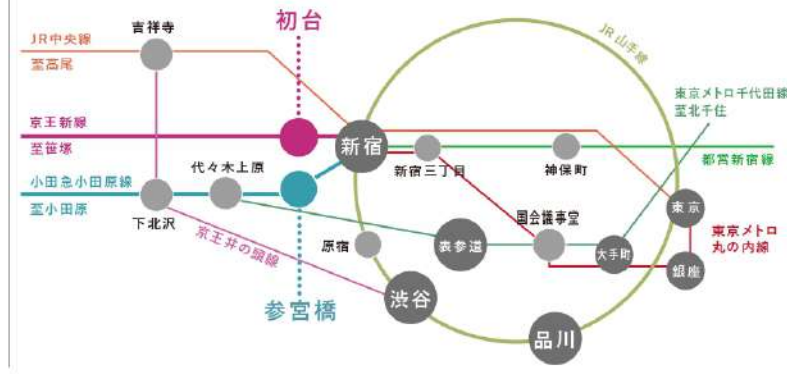 初台
吉祥寺
JR中央線
至高尾
JR山手線
東京メトロ千代田線
至北千住
京王新線
至笹塚
新宿
新宿三丁目
神保町
都営新宿線
代々木上原
小田急小田原線
至小田原
下北沢
京王井の頭線
原宿
表参道
国会議事堂
大手町
東京
東京メトロ
丸の内線
銀座
渋谷
参宮橋
品川